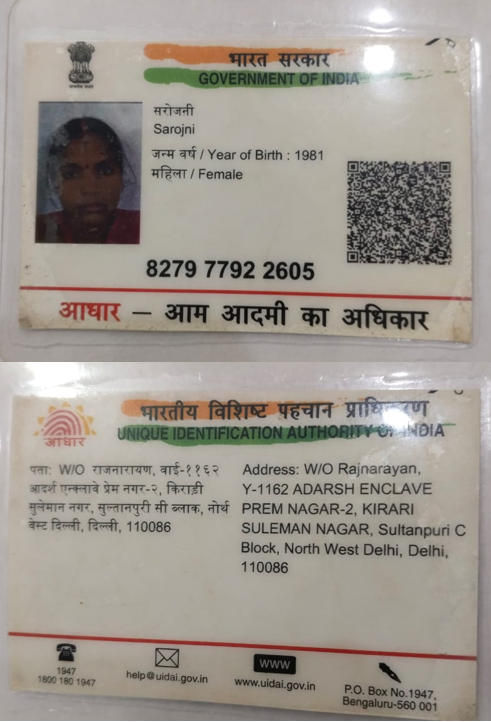 भारत सरकार
GOVERNMENT OF INDIA
सरोजनी
Sarojni
जन्म वर्ष / Year of Birth : 1981
महिला / Female
8279 7792 2605
आधार – आम आदमी का अधिकार
भारतीय विशिष्ट पहचान प्राधिकरण
UNIQUE IDENTIFICATION AUTHORITY OF INDIA
आधार
पता: W/O राजनारायण, वाई-११६२
आदर्श एन्क्लावे प्रेम नगर-२, किराड़ी
सुलेमान नगर, सुल्तानपुरी सी ब्लाक, नोर्थ
वेस्ट दिल्ली, दिल्ली, 110086
Address: W/O Rajnarayan,
Y-1162 ADARSH ENCLAVE
PREM NAGAR-2, KIRARI
SULEMAN NAGAR, Sultanpuri C
Block, North West Delhi, Delhi,
110086
1947
1800 180 1947
help@uidai.gov.in
WWW
www.uidai.gov.in
P.O. Box No.1947,
Bengaluru-560 001